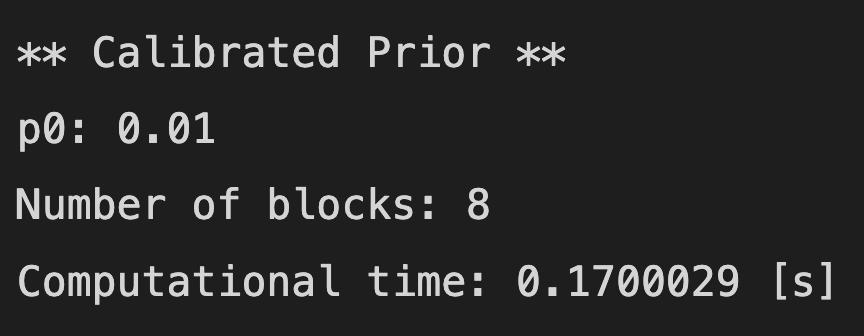 ** Calibrated Prior **
p0: 0.01
Number of blocks: 8
Computational time: 0.1700029 [s]